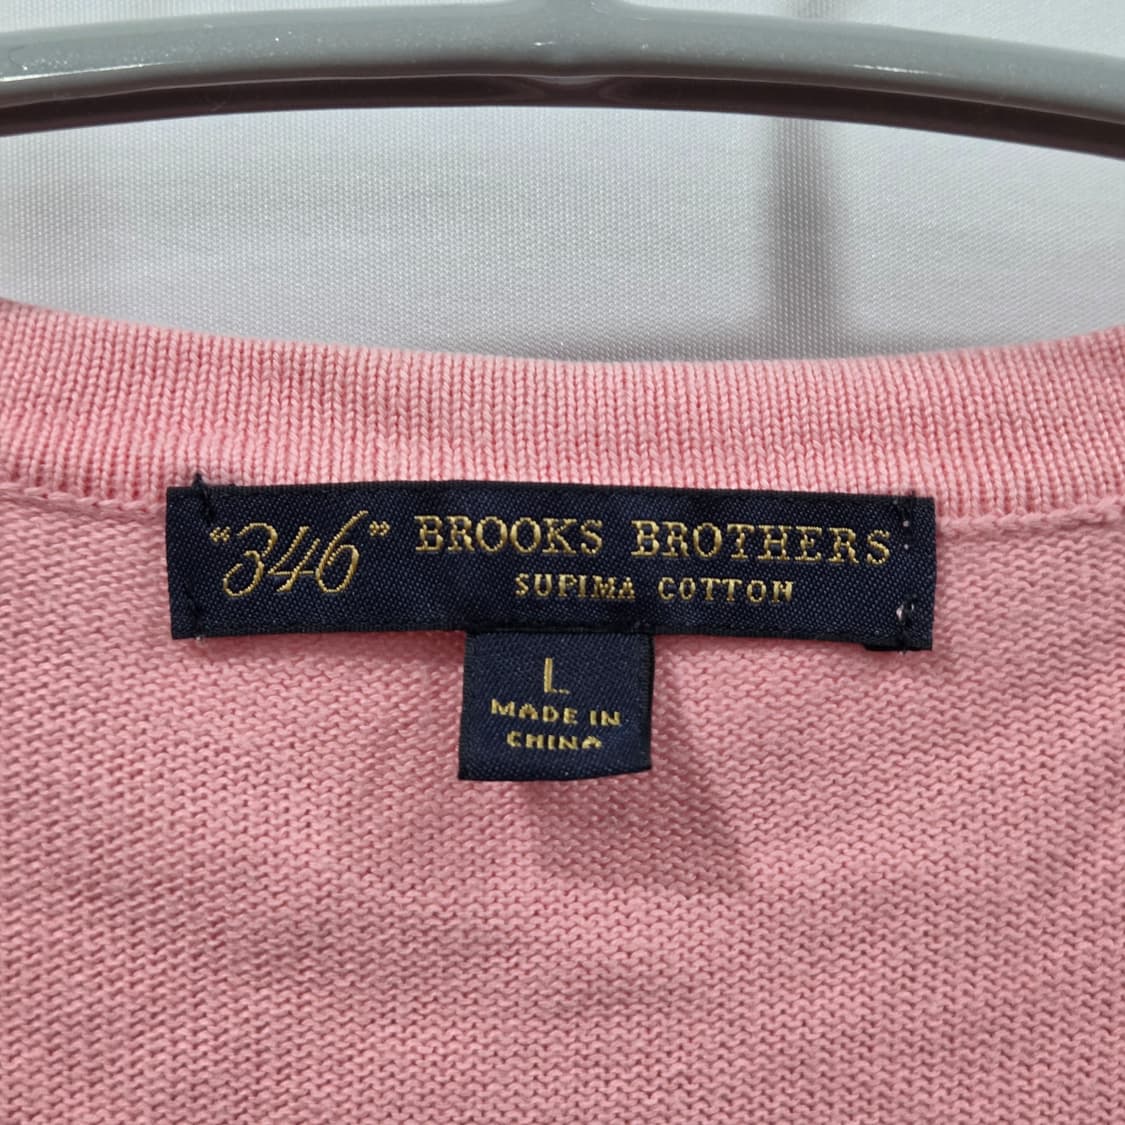 "346" BROOKS BROTHERS
SUPIMA COTTON
L
MADE IN
CHINA